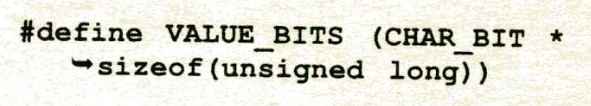 #define VALUE_BITS (CHAR_BIT *
➥sizeof(unsigned long))